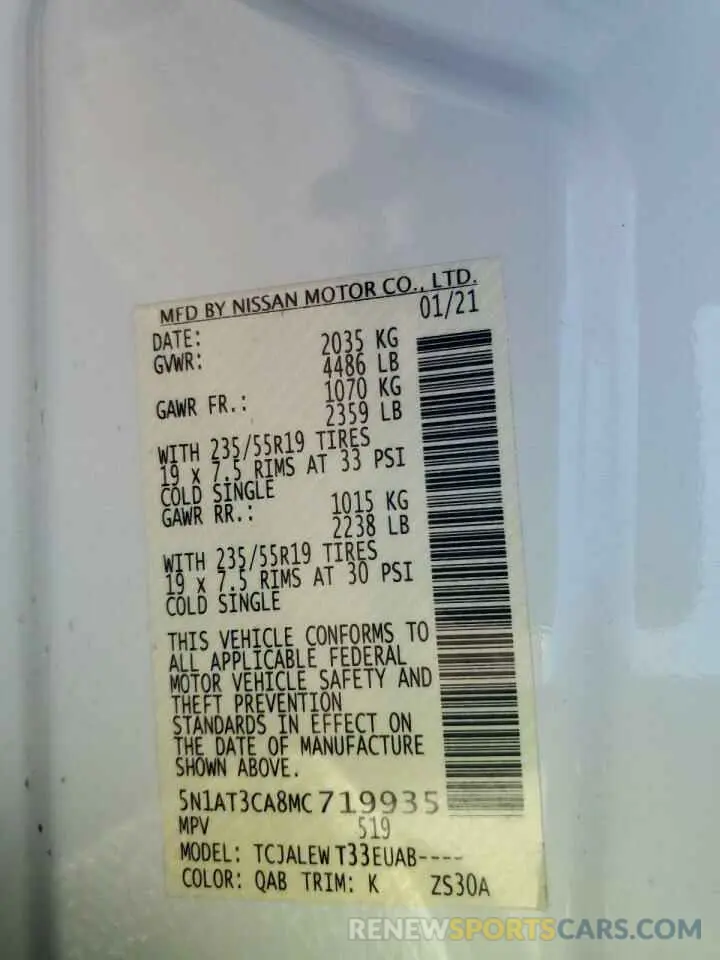 MFD BY NISSAN MOTOR CO., LTD.
DATE: 01/21
GVWR: 2035 KG
4486 LB
GAWR FR.: 1070 KG
2359 LB
WITH 235/55R19 TIRES
19 x 7.5 RIMS AT 33 PSI
COLD SINGLE
GAWR RR.: 1015 KG
2238 LB
WITH 235/55R19 TIRES
19 x 7.5 RIMS AT 30 PSI
COLD SINGLE
THIS VEHICLE CONFORMS TO
ALL APPLICABLE FEDERAL
MOTOR VEHICLE SAFETY AND
THEFT PREVENTION
STANDARDS IN EFFECT ON
THE DATE OF MANUFACTURE
SHOWN ABOVE.
5N1AT3CA8MC719935
MPV 519
MODEL: TCJALEWT33EUAB----
COLOR: QAB TRIM: K ZS30A
RENEWSPORTSCARS.COM